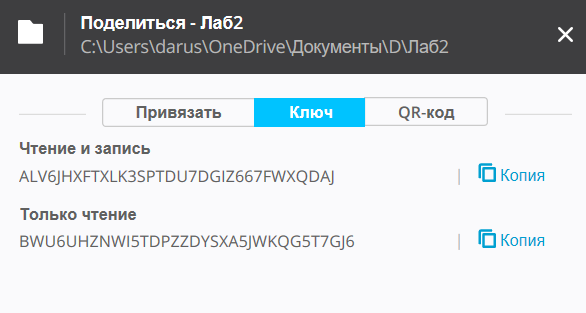 Поделиться - Лаб2
C:\Users\darus\OneDrive\Документы\D\Лаб2
Привязать Ключ QR-код
Чтение и запись
ALV6JHXFTXLK3SPTDU7DGIZ667FWXQDAJ | Копия
Только чтение
BWU6UHZNWI5TDPZZDYSXA5JWKQG5T7GJ6 | Копия